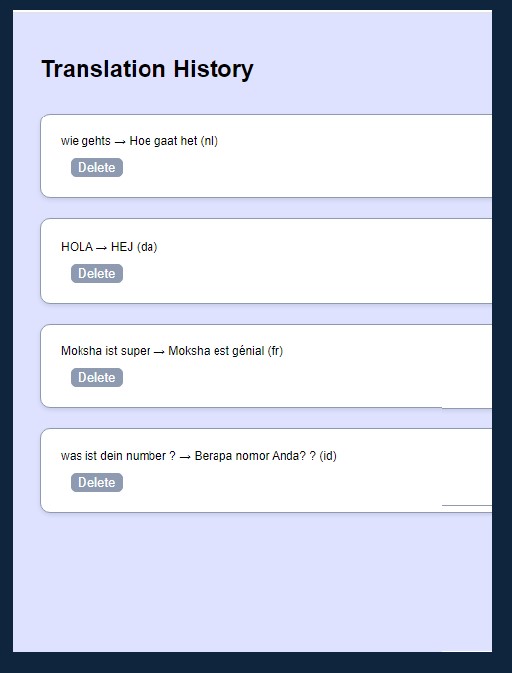 Translation History
wie gehts → Hoe gaat het (nl)
Delete
HOLA → HEJ (da)
Delete
Moksha ist super → Moksha est génial (fr)
Delete
was ist dein number ? → Berapa nomor Anda? ? (id)
Delete